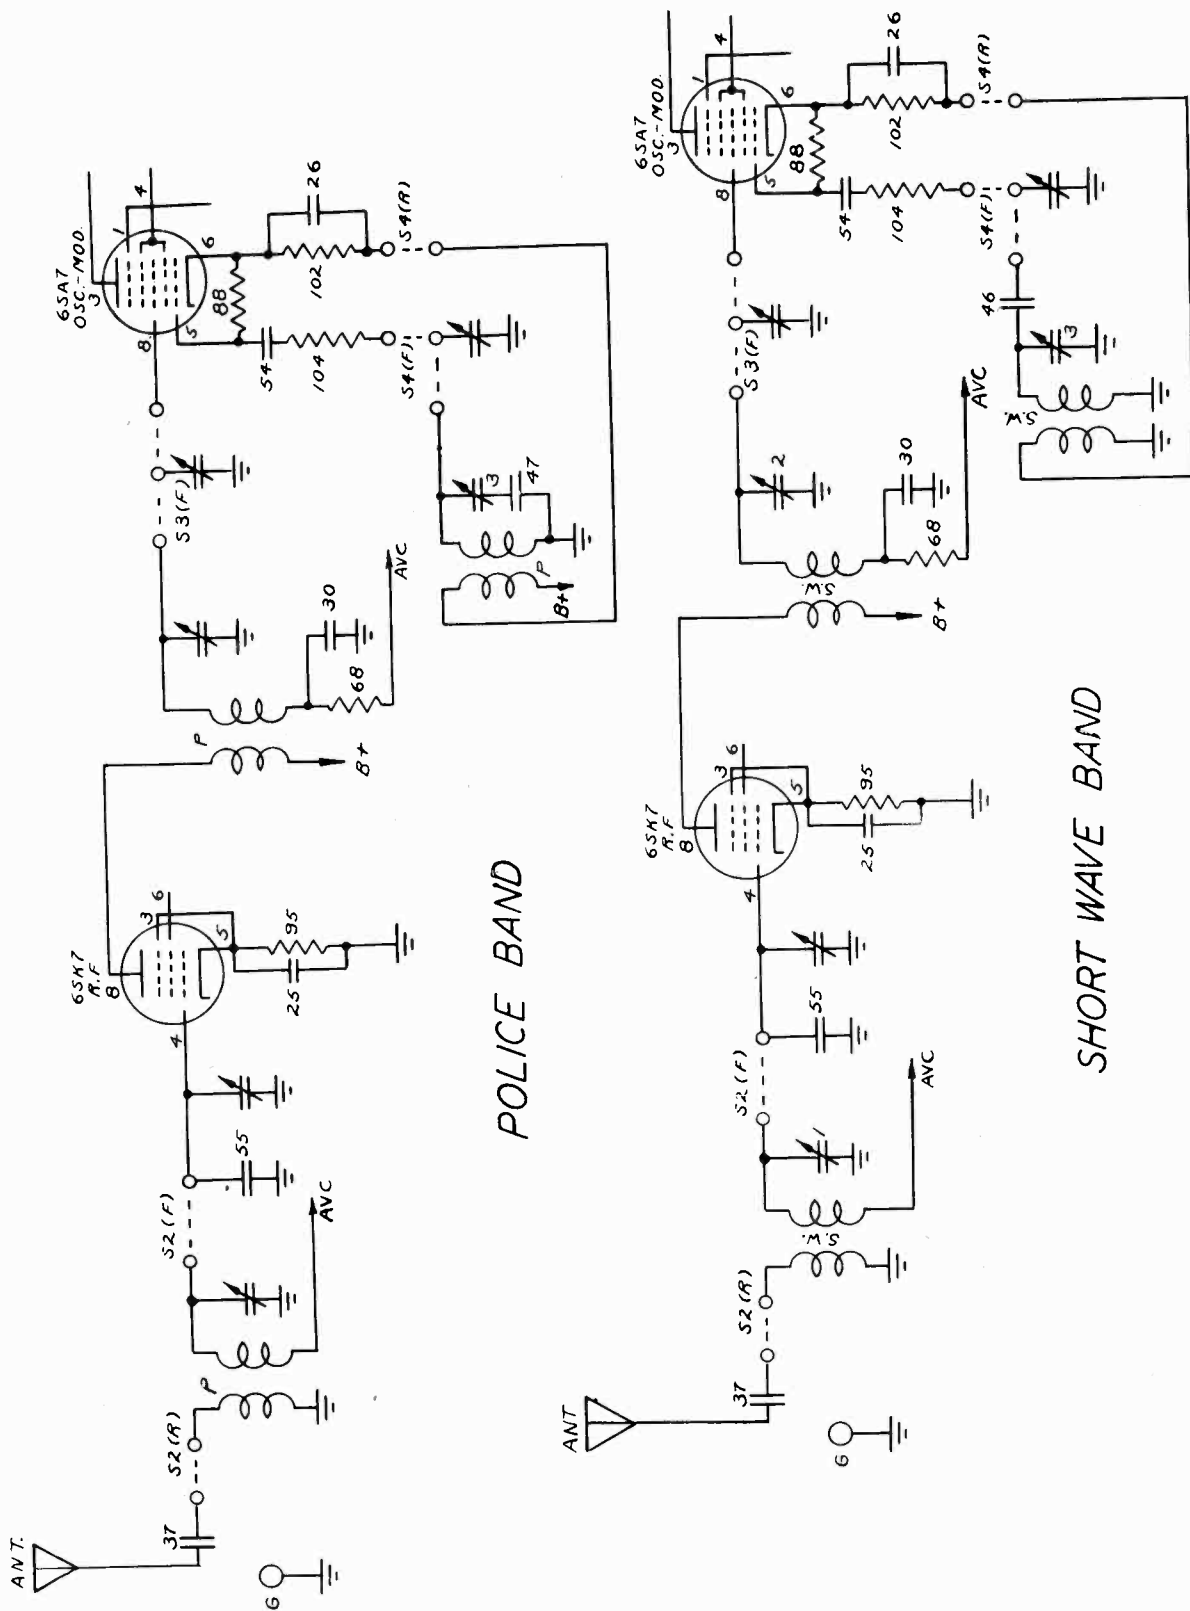 ANT.
G
37
S2(R)
P
AVC
S2(F)
55
4
6SK7
R.F
8
3
6
5
25
95
P
B+
30
68
AVC
S3(F)
8
6SA7
OSC.-MOD.
3
1
4
5
6
88
54
104
102
26
S4(F)
S4(R)
3
47
P
B+
POLICE BAND
ANT
G
37
S2(R)
S.W.
1
AVC
S2(F)
55
4
6SK7
R.F
8
3
6
5
25
95
S.W.
B+
2
30
68
AVC
S3(F)
8
6SA7
OSC.-MOD.
3
1
4
5
6
88
54
104
102
26
S4(F)
S4(R)
46
3
S.W.
SHORT WAVE BAND